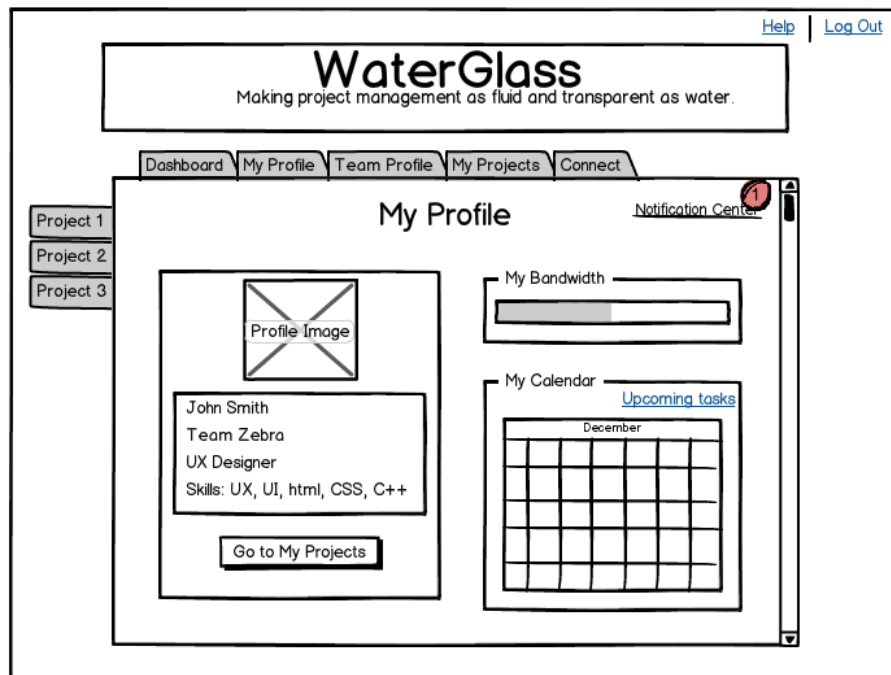 Help
Log Out
WaterGlass
Making project management as fluid and transparent as water.
Dashboard
My Profile
Team Profile
My Projects
Connect
Project 1
Project 2
Project 3
My Profile
Notification Center
1
Profile Image
John Smith
Team Zebra
UX Designer
Skills: UX, UI, html, CSS, C++
Go to My Projects
My Bandwidth
My Calendar
Upcoming tasks
December